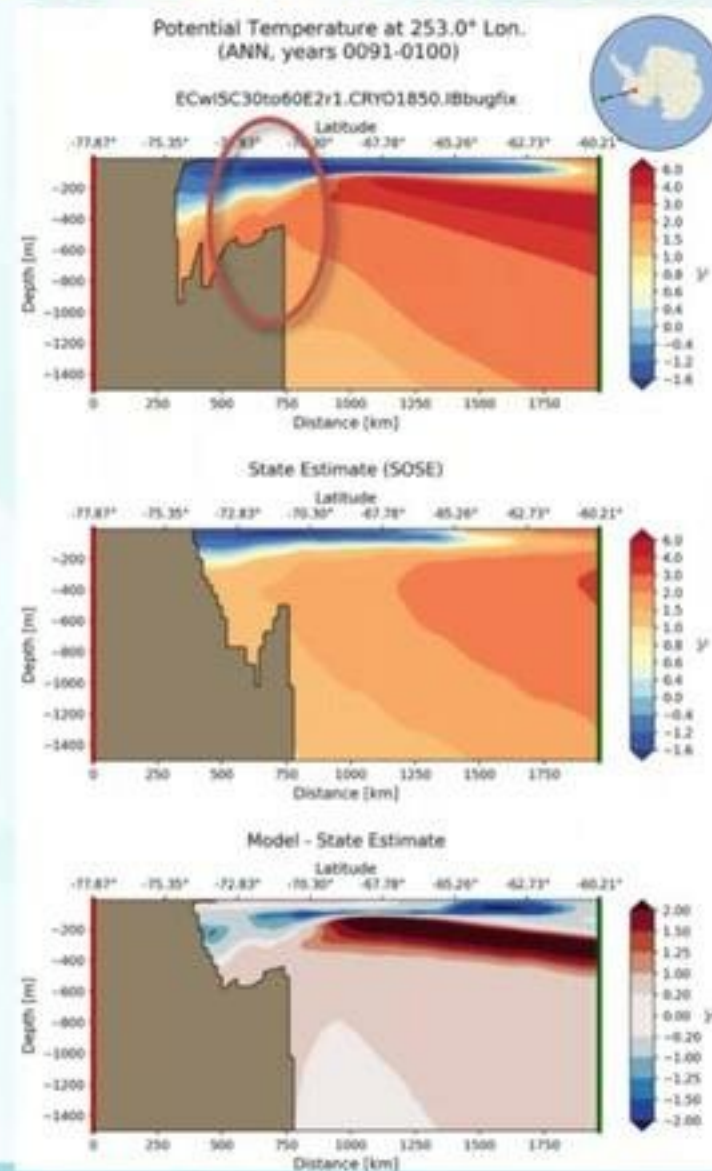 Potential Temperature at 253.0° Lon.
(ANN, years 0091-0100)
ECwISC30to60E2r1.CRYO1850.IBbugfix
Latitude
-77.87° -75.35° -70.30° -67.78° -65.26° -62.73° -60.21°
Depth [m]
-200
-400
-600
-800
-1000
-1200
-1400
0 250 500 750 1000 1250 1500 1750
Distance [km]
6.0
4.0
3.0
2.0
1.5
1.0
0.8
0.6
0.4
0.0
-0.4
-1.2
-1.6
State Estimate (SOSE)
Latitude
-77.87° -75.35° -72.83° -70.30° -67.78° -65.26° -62.73° -60.21°
Depth [m]
-200
-400
-600
-800
-1000
-1200
-1400
0 250 500 750 1000 1250 1500 1750
Distance [km]
6.0
4.0
3.0
2.0
1.5
1.0
0.8
0.6
0.4
0.0
-0.4
-1.2
-1.6
Model - State Estimate
Latitude
-77.87° -75.35° -72.83° -70.30° -67.78° -65.26° -62.73° -60.21°
Depth [m]
-200
-400
-600
-800
-1000
-1200
-1400
0 250 500 750 1000 1250 1500 1750
Distance [km]
2.00
1.50
1.25
1.00
0.20
0.00
-0.20
-1.00
-1.25
-1.50
-2.00